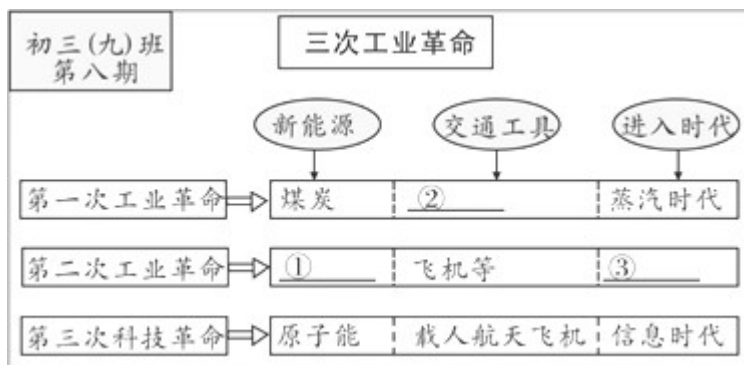 初三(九)班
第八期
三次工业革命
新能源 交通工具 进入时代
第一次工业革命 煤炭 ② 蒸汽时代
第二次工业革命 ① 飞机等 ③
第三次科技革命 原子能 载人航天飞机 信息时代